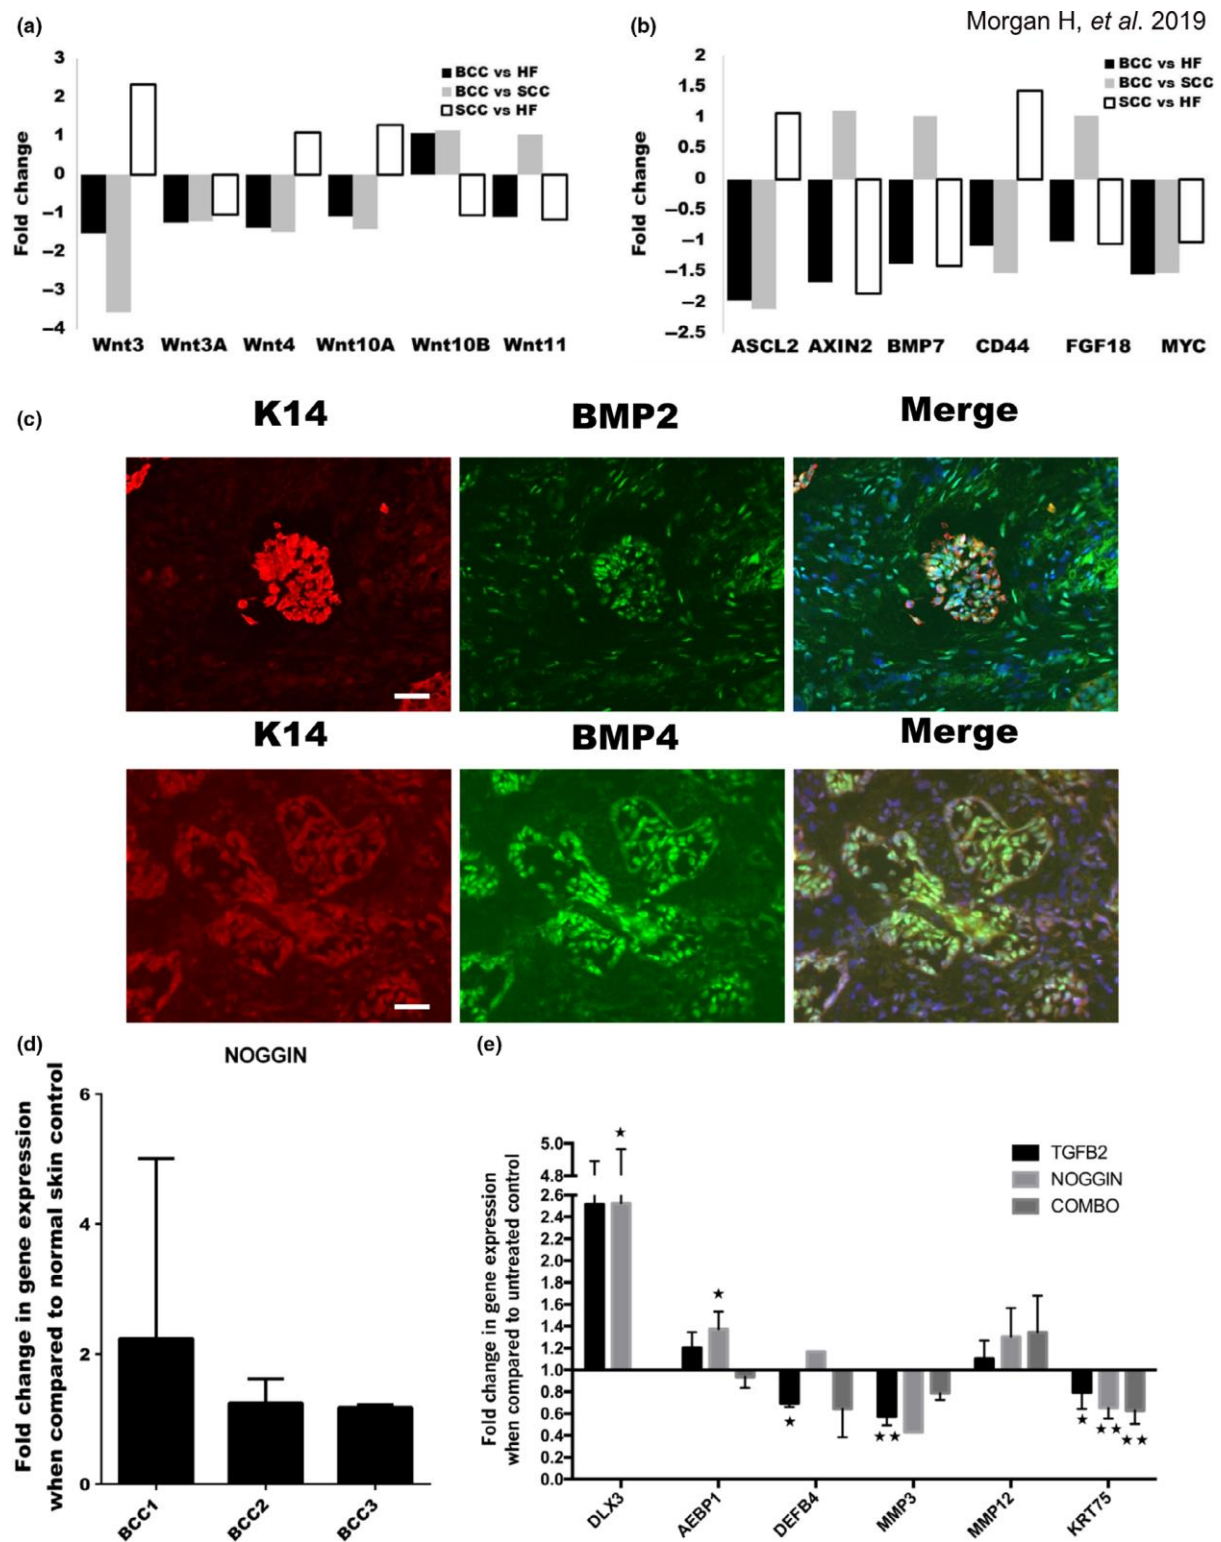 Morgan H, et al. 2019
(a)
3
2
1
0
–1
–2
–3
–4
Fold change
BCC vs HF
BCC vs SCC
SCC vs HF
Wnt3 Wnt3A Wnt4 Wnt10A Wnt10B Wnt11
(b)
2
1.5
1
0.5
0
–0.5
–1
–1.5
–2
–2.5
Fold change
BCC vs HF
BCC vs SCC
SCC vs HF
ASCL2 AXIN2 BMP7 CD44 FGF18 MYC
(c)
K14 BMP2 Merge
K14 BMP4 Merge
(d)
NOGGIN
Fold change in gene expression
when compared to normal skin control
6
4
2
0
BCC1 BCC2 BCC3
(e)
Fold change in gene expression
when compared to untreated control
5.0
4.8
2.6
2.4
2.2
2.0
1.8
1.6
1.4
1.2
1.0
0.8
0.6
0.4
0.2
0.0
TGFB2
NOGGIN
COMBO
DLX3 AEBP1 DEFB4 MMP3 MMP12 KRT75